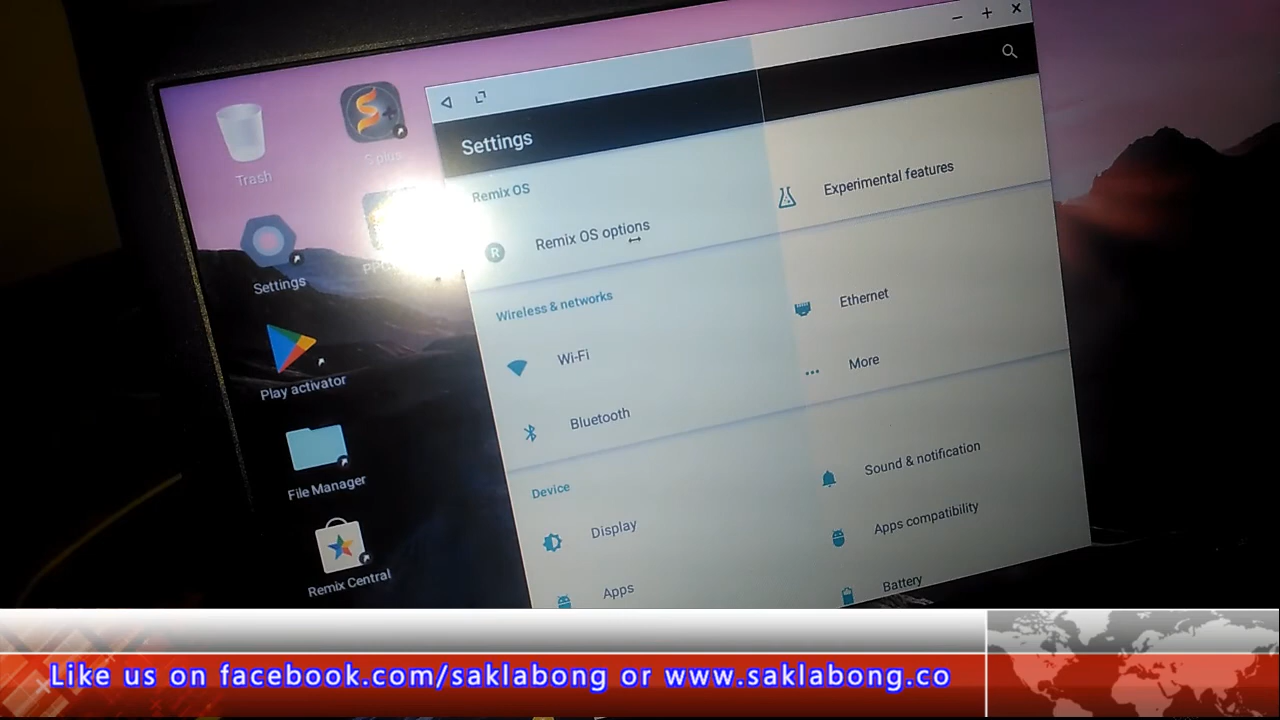 Trash
S plus
Settings
Play activator
File Manager
Remix Central
Settings
Remix OS
R
Remix OS options
Experimental features
Wireless & networks
Wi-Fi
Ethernet
Bluetooth
More
Device
Display
Sound & notification
Apps
Apps compatibility
Battery
Like us on facebook.com/saklabong or www.saklabong.co